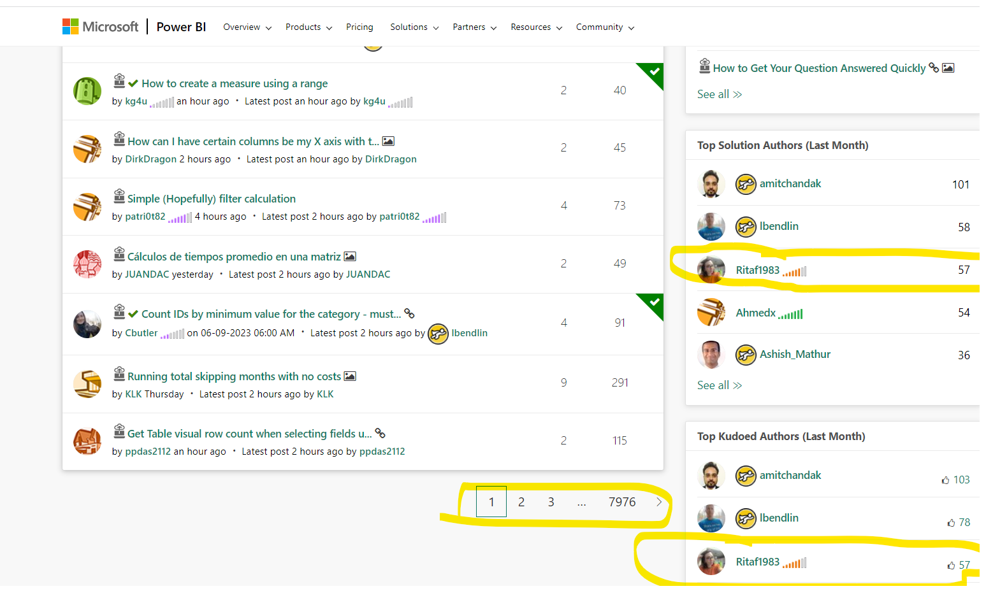 Microsoft | Power BI Overview Products Pricing Solutions Partners Resources Community
How to create a measure using a range
by kg4u an hour ago • Latest post an hour ago by kg4u
2 40
How can I have certain columns be my X axis with t...
by DirkDragon 2 hours ago • Latest post an hour ago by DirkDragon
2 45
Simple (Hopefully) filter calculation
by patri0t82 4 hours ago • Latest post 2 hours ago by patri0t82
4 73
Cálculos de tiempos promedio en una matriz
by JUANDAC yesterday • Latest post 2 hours ago by JUANDAC
2 49
Count IDs by minimum value for the category - must...
by Cbutler on 06-09-2023 06:00 AM • Latest post 2 hours ago by lbendlin
4 91
Running total skipping months with no costs
by KLK Thursday • Latest post 2 hours ago by KLK
9 291
Get Table visual row count when selecting fields u...
by ppdas2112 an hour ago • Latest post 2 hours ago by ppdas2112
2 115
1 2 3 ... 7976
How to Get Your Question Answered Quickly
See all
Top Solution Authors (Last Month)
amitchandak 101
lbendlin 58
Ritaf1983 57
Ahmedx 54
Ashish_Mathur 36
See all
Top Kudoed Authors (Last Month)
amitchandak 103
lbendlin 78
Ritaf1983 57